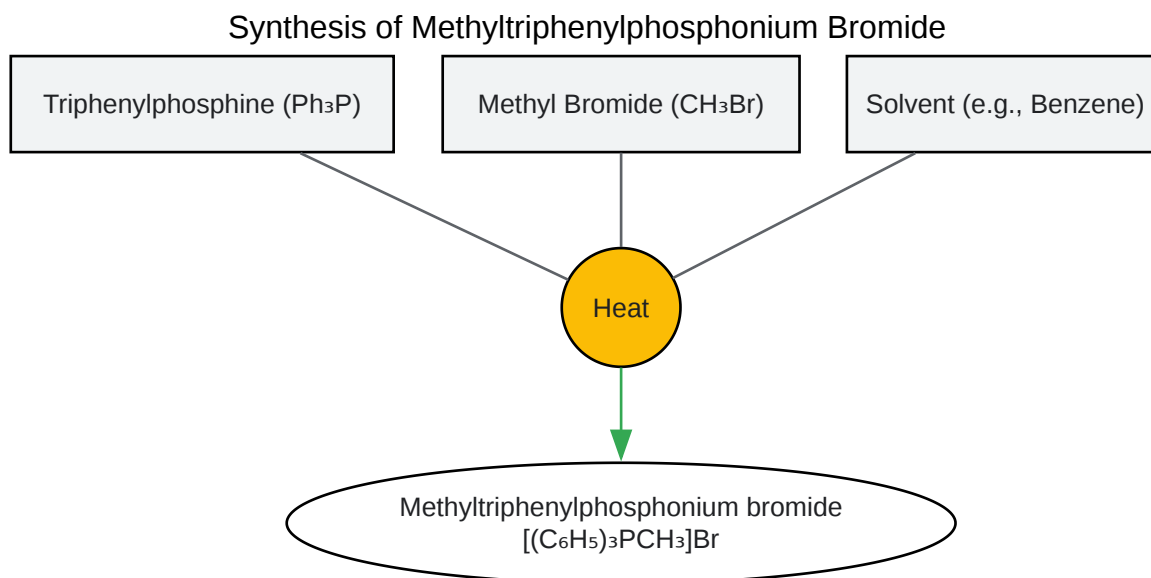 Synthesis of Methyltriphenylphosphonium Bromide
Triphenylphosphine (Ph₃P)
Methyl Bromide (CH₃Br)
Solvent (e.g., Benzene)
Heat
Methyltriphenylphosphonium bromide
[(C₆H₅)₃PCH₃]Br